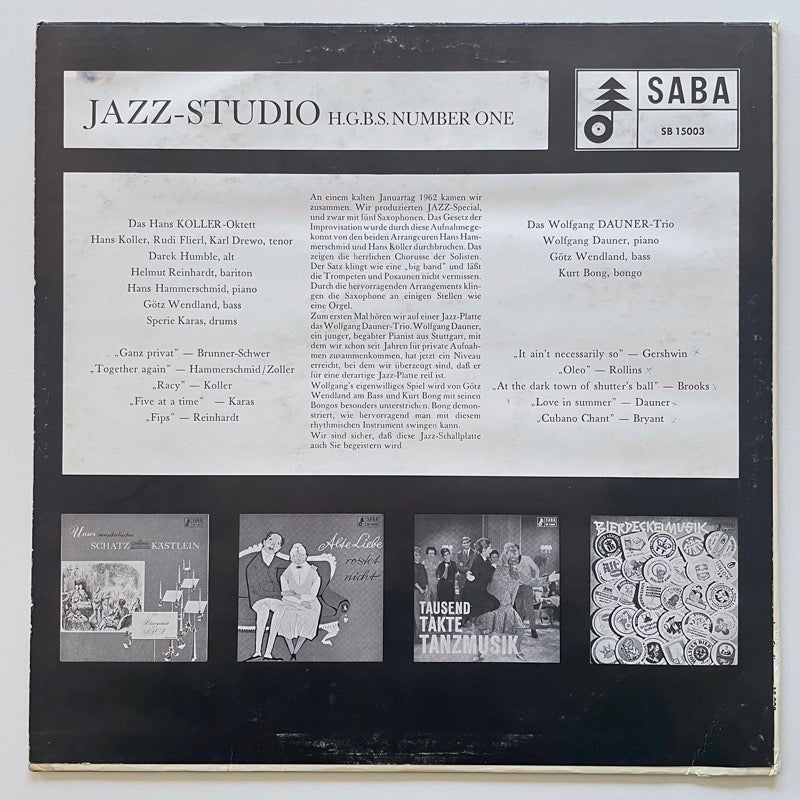 JAZZ-STUDIO H.G.B.S. NUMBER ONE
SABA
SB 15003
Das Hans KOLLER-Oktett
Hans Koller, Rudi Flierl, Karl Drewo, tenor
Darek Humble, alt
Helmut Reinhardt, bariton
Hans Hammerschmid, piano
Götz Wendland, bass
Sperie Karas, drums
„Ganz privat" — Brunner-Schwer
„Together again" — Hammerschmid/Zoller
„Racy" — Koller
„Five at a time" — Karas
„Fips" — Reinhardt
An einem kalten Januartag 1962 kamen wir
zusammen. Wir produzierten JAZZ-Special,
und zwar mit fünf Saxophonen. Das Gesetz der
Improvisation wurde durch diese Aufnahme ge-
konnt von den beiden Arrangeuren Hans Ham-
merschmid und Hans Koller durchbrochen. Das
zeigen die herrlichen Chorusse der Solisten.
Der Satz klingt wie eine „big band" und läßt
die Trompeten und Posaunen nicht vermissen.
Durch die hervorragenden Arrangements klin-
gen die Saxophone an einigen Stellen wie
eine Orgel.
Zum ersten Mal hören wir auf einer Jazz-Platte
das Wolfgang Dauner-Trio. Wolfgang Dauner,
ein junger, begabter Pianist aus Stuttgart, mit
dem wir schon seit Jahren für private Aufnah-
men zusammenkommen, hat jetzt ein Niveau
erreicht, bei dem wir überzeugt sind, daß er
für eine derartige Jazz-Platte reif ist.
Wolfgang's eigenwilliges Spiel wird von Götz
Wendland am Bass und Kurt Bong mit seinen
Bongos besonders unterstrichen. Bong demon-
striert, wie hervorragend man mit diesem
rhythmischen Instrument swingen kann.
Wir sind sicher, daß diese Jazz-Schallplatte
auch Sie begeistern wird
Das Wolfgang DAUNER-Trio
Wolfgang Dauner, piano
Götz Wendland, bass
Kurt Bong, bongo
„It ain't necessarily so" — Gershwin
„Oleo" — Rollins
„At the dark town of shutter's ball" — Brooks
„Love in summer" — Dauner
„Cubano Chant" — Bryant
Unser musikalisches
SCHATZ KÄSTLEIN
SABA
Alte Liebe
rostet
nicht
SABA
TAUSEND
TAKTE
TANZMUSIK
BIERDECKELMUSIK